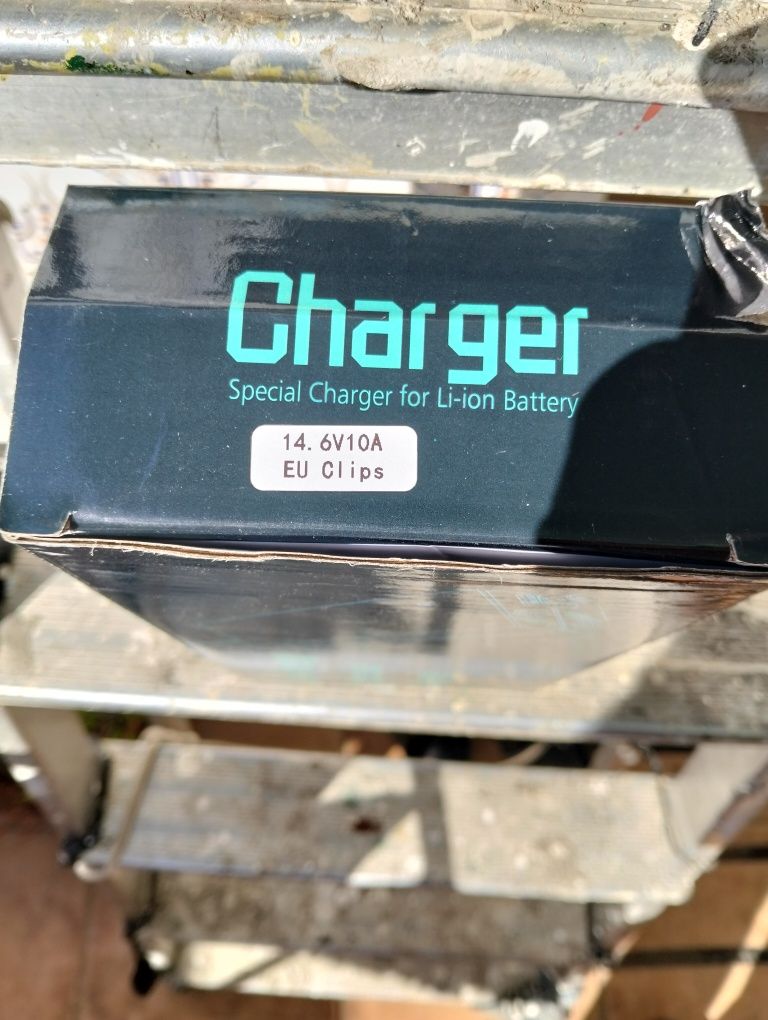 Charger
Special Charger for Li-ion Battery
14.6V10A
EU Clips